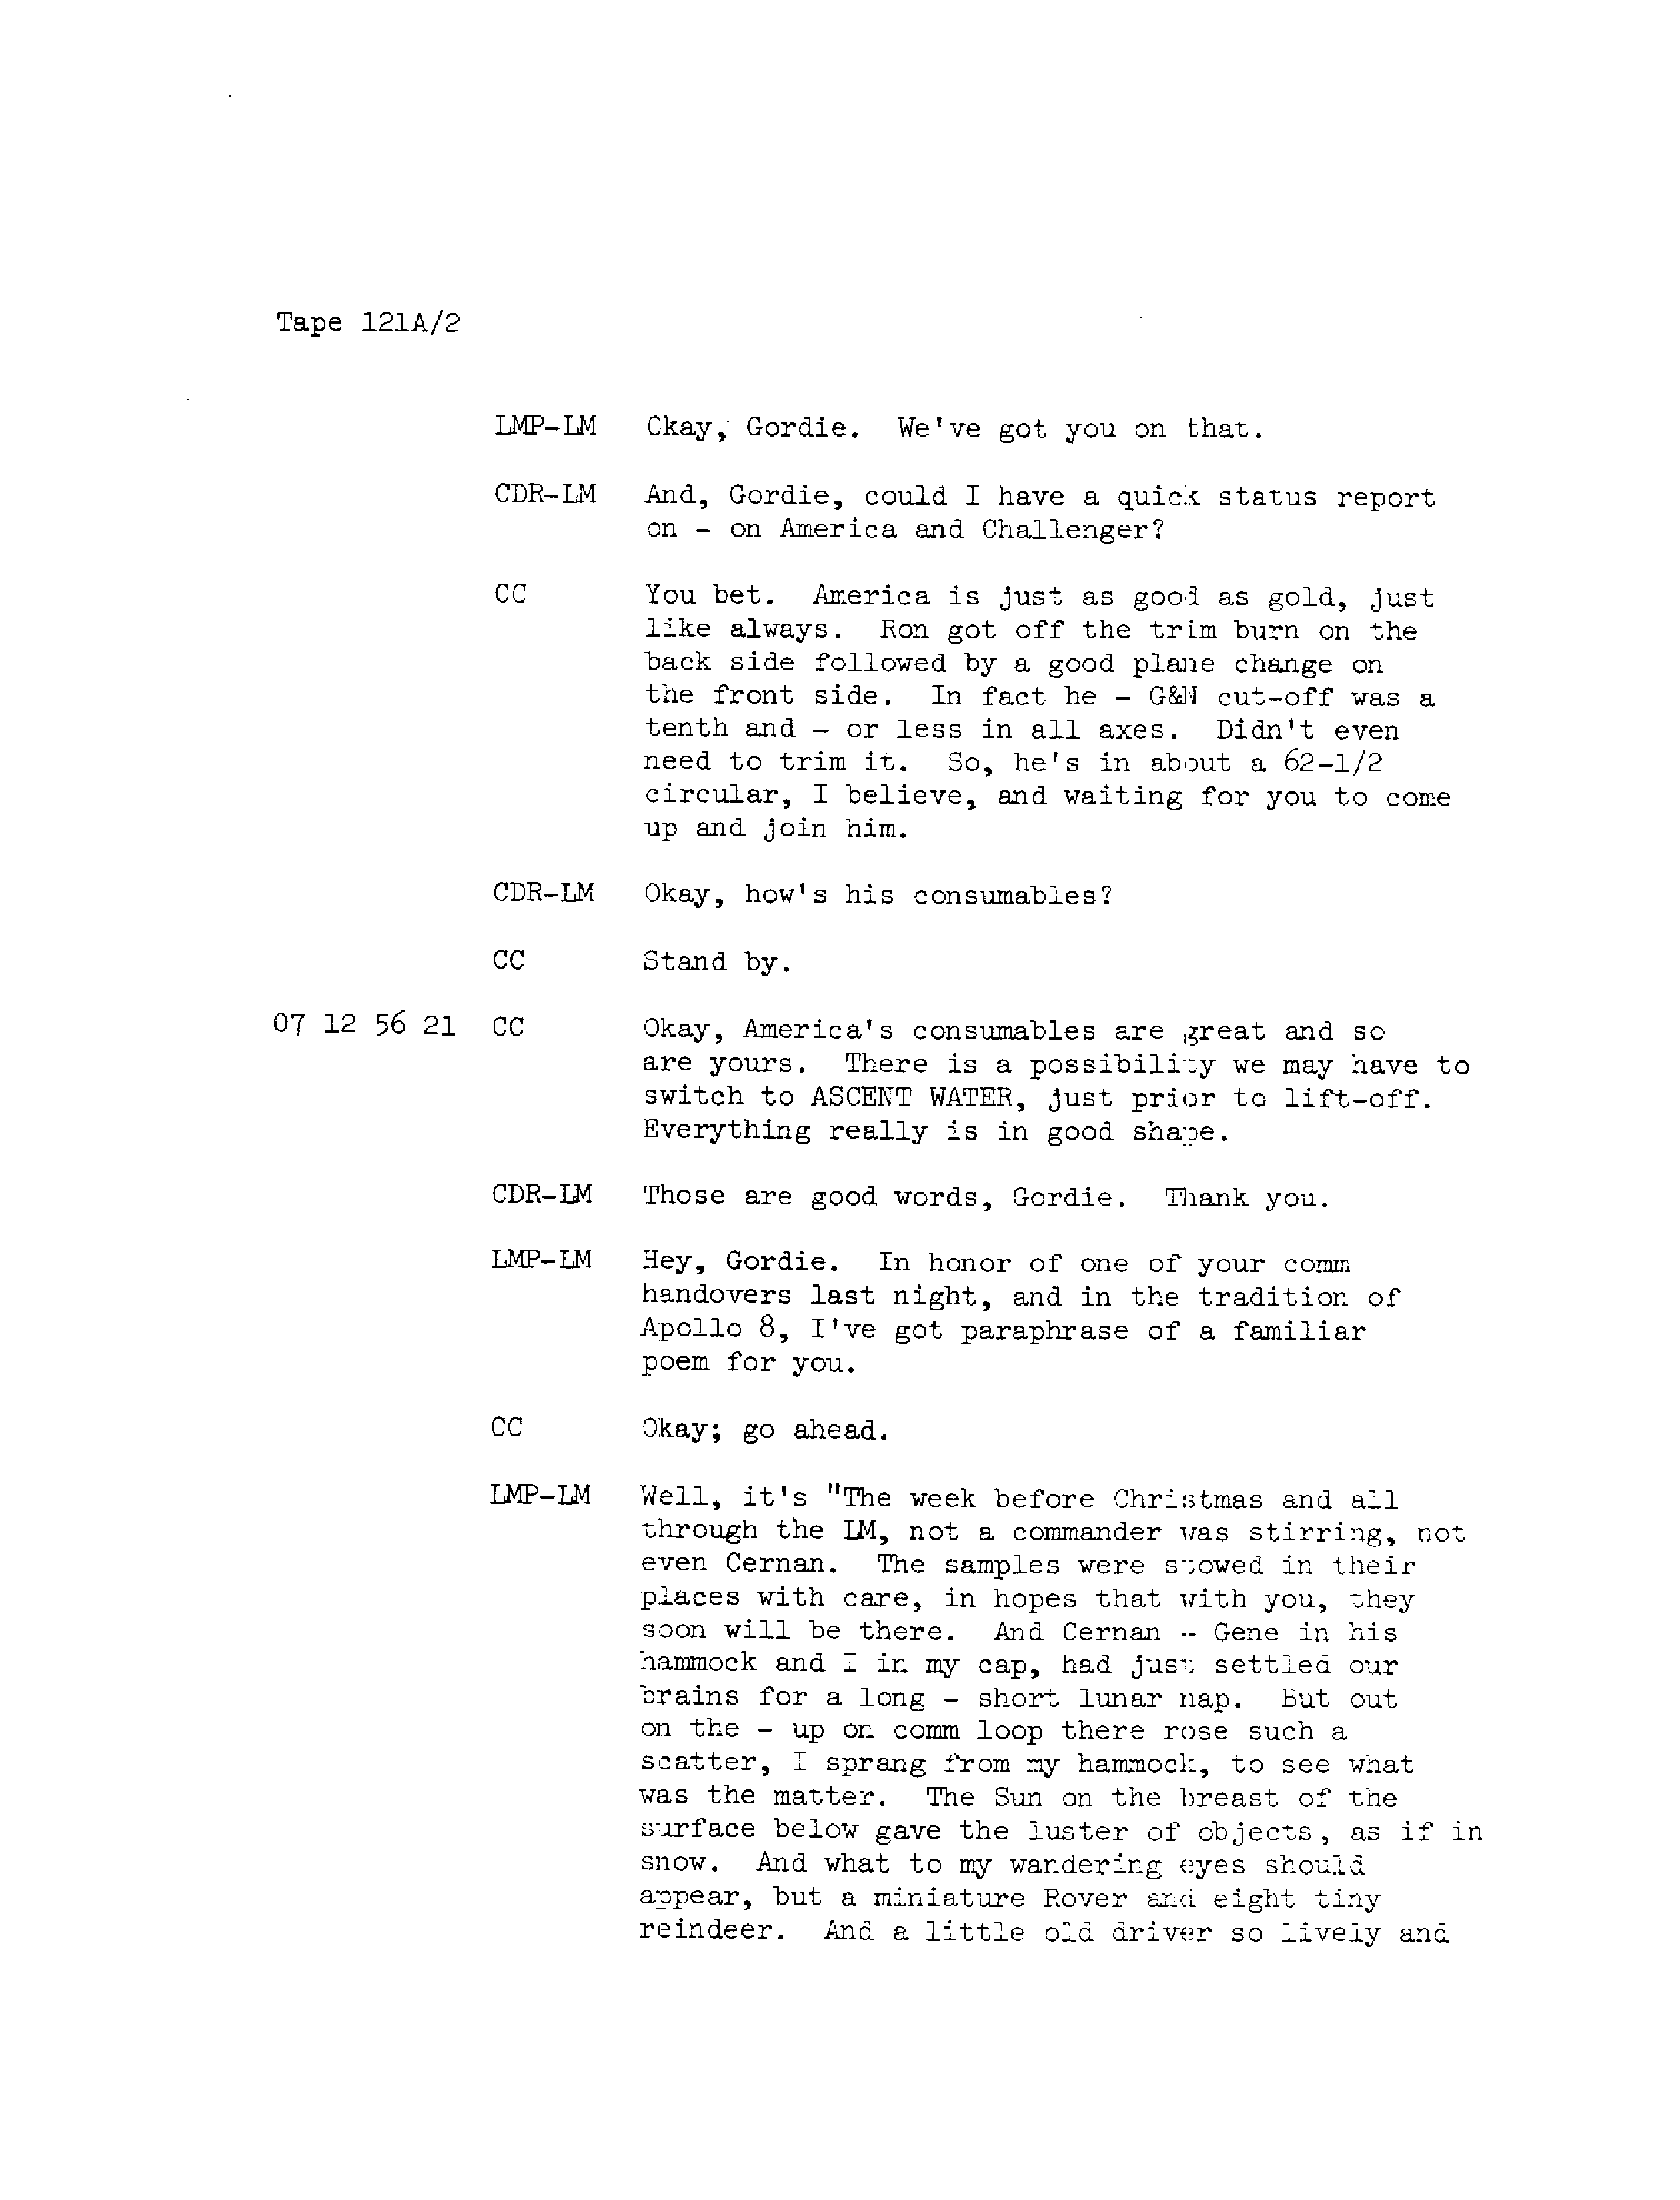 Tape 121A/2
LMP-LM Ckay, Gordie. We've got you on that.
CDR-LM And, Gordie, could I have a quick status report
on - on America and Challenger?
CC You bet. America is just as good as gold, just
like always. Ron got off the trim burn on the
back side followed by a good plane change on
the front side. In fact he - G&N cut-off was a
tenth and - or less in all axes. Didn't even
need to trim it. So, he's in about a 62-1/2
circular, I believe, and waiting for you to come
up and join him.
CDR-LM Okay, how's his consumables?
CC Stand by.
07 12 56 21 CC Okay, America's consumables are great and so
are yours. There is a possibility we may have to
switch to ASCENT WATER, just prior to lift-off.
Everything really is in good shape.
CDR-LM Those are good words, Gordie. Thank you.
LMP-LM Hey, Gordie. In honor of one of your comm
handovers last night, and in the tradition of
Apollo 8, I've got paraphrase of a familiar
poem for you.
CC Okay; go ahead.
LMP-LM Well, it's "The week before Christmas and all
through the LM, not a commander was stirring, not
even Cernan. The samples were stowed in their
places with care, in hopes that with you, they
soon will be there. And Cernan -- Gene in his
hammock and I in my cap, had just settled our
brains for a long - short lunar nap. But out
on the - up on comm loop there rose such a
scatter, I sprang from my hammock, to see what
was the matter. The Sun on the breast of the
surface below gave the luster of objects, as if in
snow. And what to my wandering eyes should
appear, but a miniature Rover and eight tiny
reindeer. And a little old driver so lively and